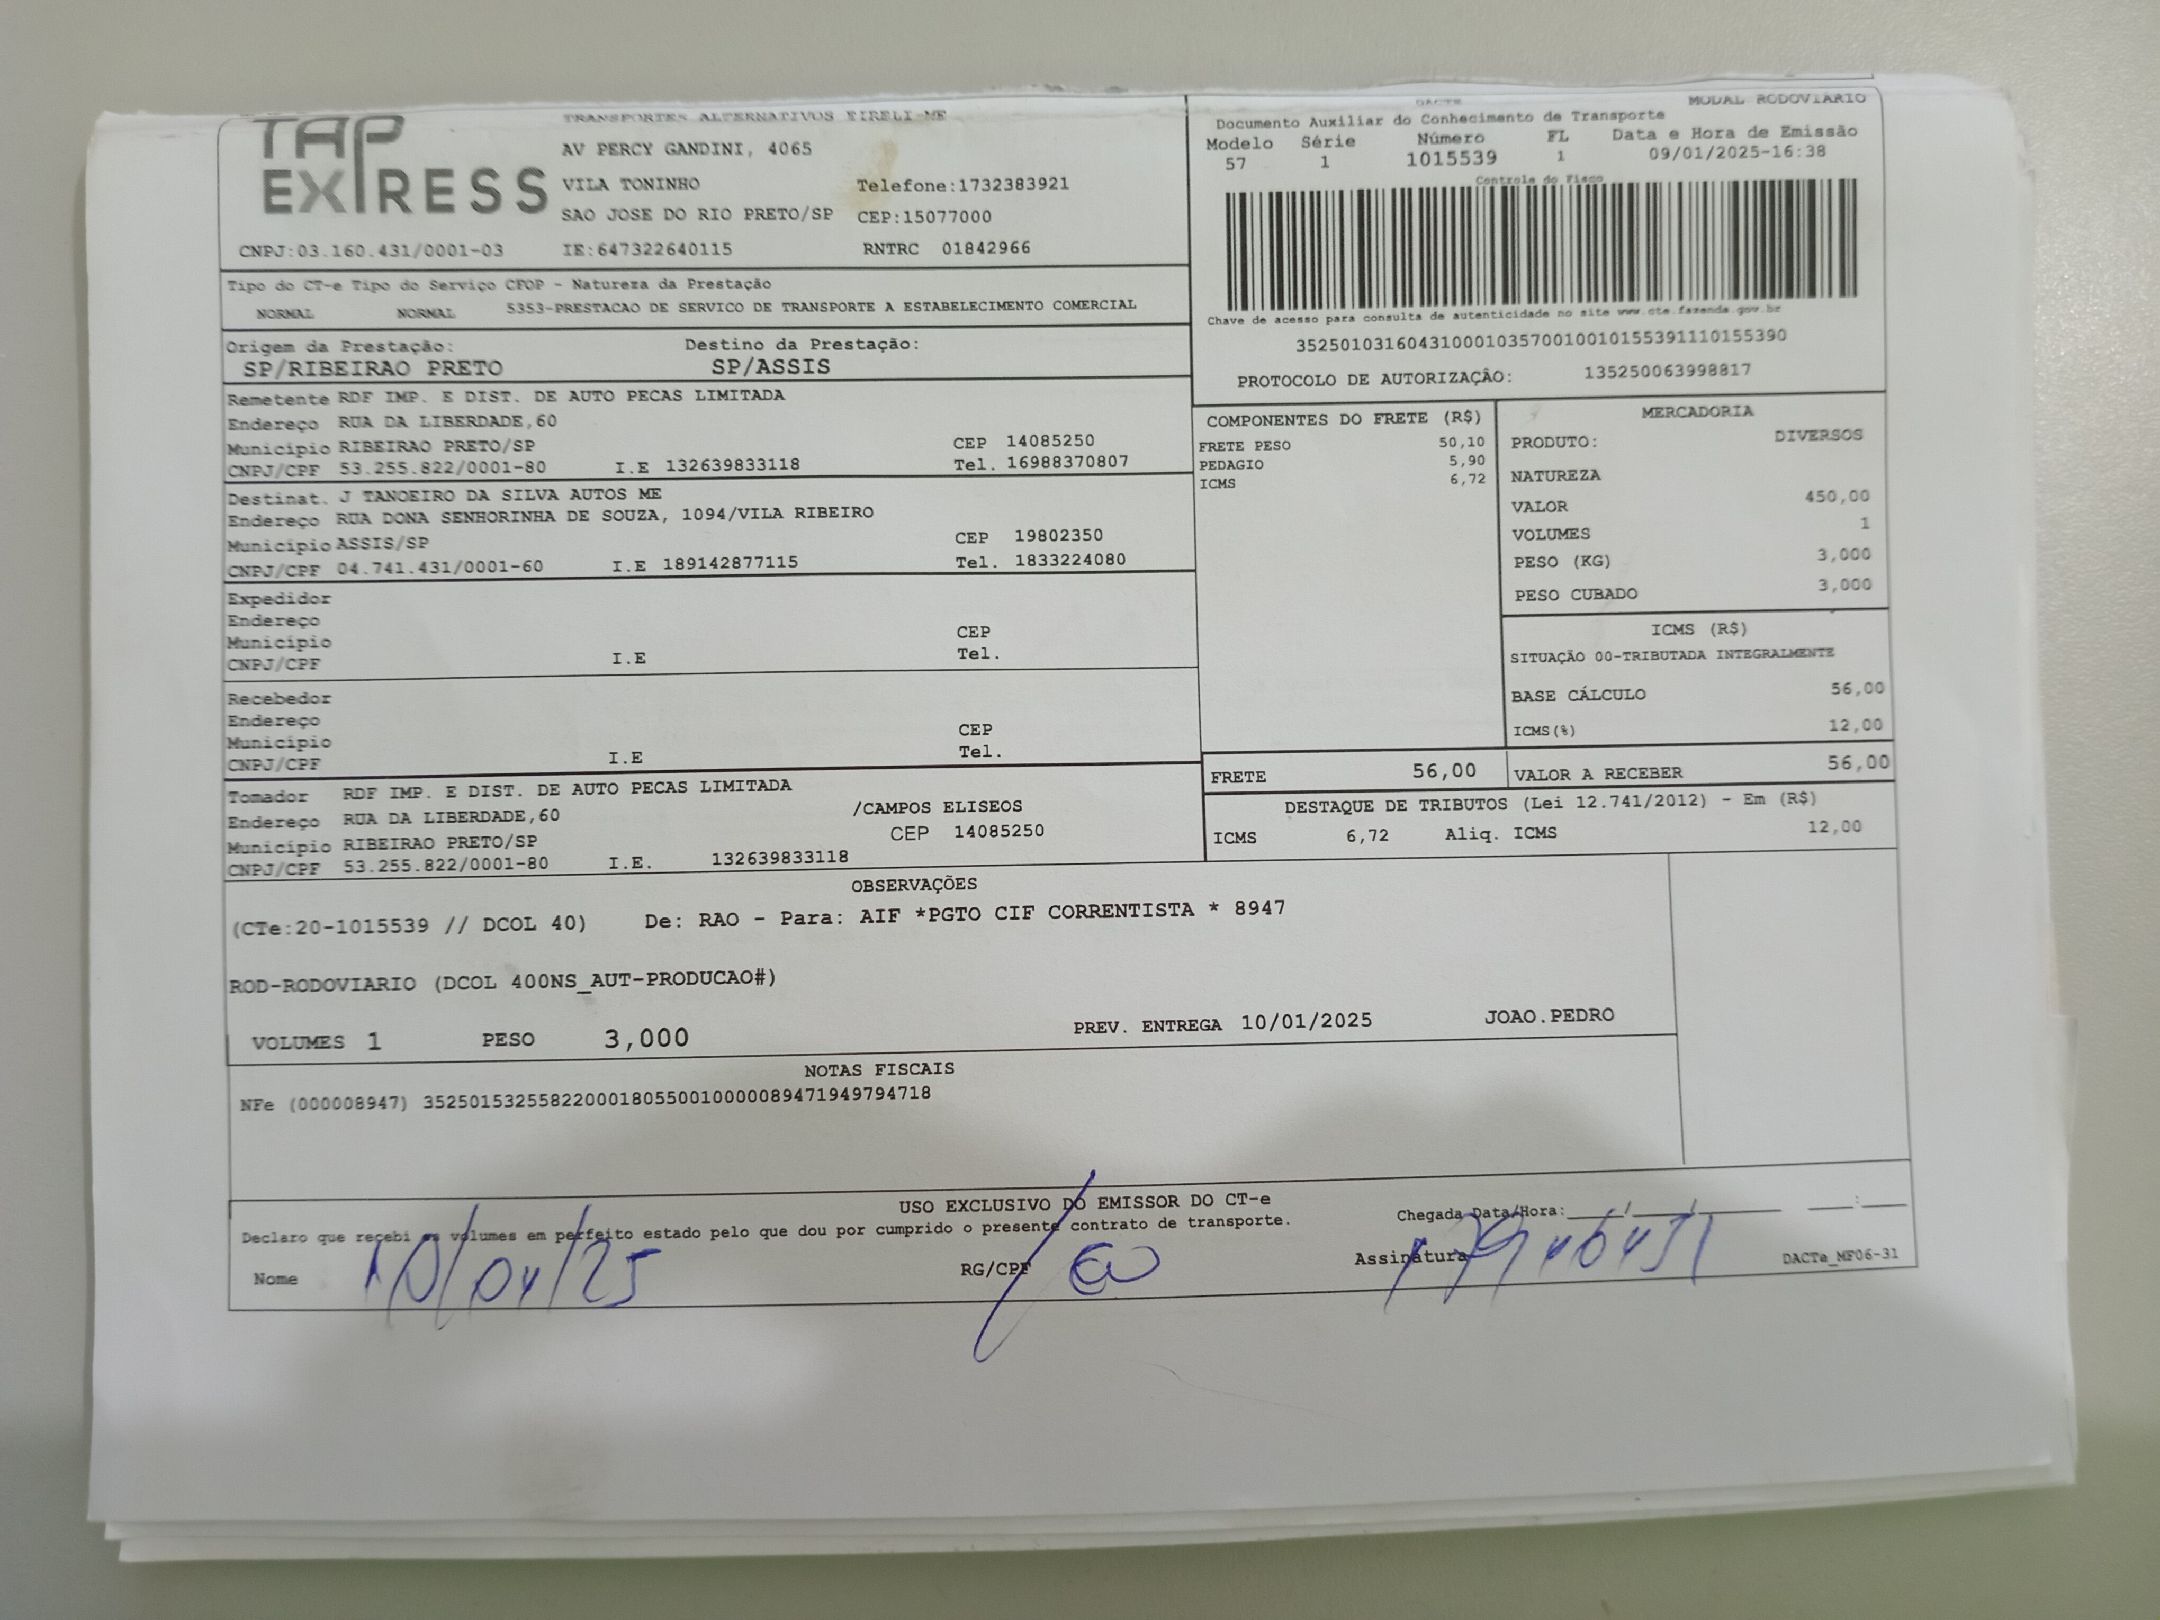 TAP EXPRESS
TRANSPORTES ALTERNATIVOS EIRELI-ME
AV PERCY GANDINI, 4065
VILA TONINHO Telefone:1732383921
SAO JOSE DO RIO PRETO/SP CEP:15077000
CNPJ:03.160.431/0001-03 IE:647322640115 RNTRC 01842966
DACTE MODAL RODOVIARIO
Documento Auxiliar do Conhecimento de Transporte
Modelo Série Número FL Data e Hora de Emissão
57 1 1015539 1 09/01/2025-16:38
Controle do Fisco
Chave de acesso para consulta de autenticidade no site www.cte.fazenda.gov.br
35250103160431000103570010010155391110155390
PROTOCOLO DE AUTORIZAÇÃO: 135250063998817
Tipo do CT-e Tipo do Serviço CFOP - Natureza da Prestação
NORMAL NORMAL 5353-PRESTACAO DE SERVICO DE TRANSPORTE A ESTABELECIMENTO COMERCIAL
Origem da Prestação: Destino da Prestação:
SP/RIBEIRAO PRETO SP/ASSIS
Remetente RDF IMP. E DIST. DE AUTO PECAS LIMITADA
Endereço RUA DA LIBERDADE,60
Município RIBEIRAO PRETO/SP CEP 14085250
CNPJ/CPF 53.255.822/0001-80 I.E 132639833118 Tel. 16988370807
Destinat. J TANOEIRO DA SILVA AUTOS ME
Endereço RUA DONA SENHORINHA DE SOUZA, 1094/VILA RIBEIRO
Município ASSIS/SP CEP 19802350
CNPJ/CPF 04.741.431/0001-60 I.E 189142877115 Tel. 1833224080
Expedidor
Endereço
Município CEP
CNPJ/CPF I.E Tel.
Recebedor
Endereço
Município CEP
CNPJ/CPF I.E Tel.
Tomador RDF IMP. E DIST. DE AUTO PECAS LIMITADA
Endereço RUA DA LIBERDADE,60 /CAMPOS ELISEOS
Município RIBEIRAO PRETO/SP CEP 14085250
CNPJ/CPF 53.255.822/0001-80 I.E. 132639833118
COMPONENTES DO FRETE (R$)
FRETE PESO 50,10
PEDAGIO 5,90
ICMS 6,72
MERCADORIA
PRODUTO: DIVERSOS
NATUREZA
VALOR 450,00
VOLUMES 1
PESO (KG) 3,000
PESO CUBADO 3,000
ICMS (R$)
SITUAÇÃO 00-TRIBUTADA INTEGRALMENTE
BASE CÁLCULO 56,00
ICMS(%) 12,00
FRETE 56,00 VALOR A RECEBER 56,00
DESTAQUE DE TRIBUTOS (Lei 12.741/2012) - Em (R$)
ICMS 6,72 Aliq. ICMS 12,00
OBSERVAÇÕES
(CTe:20-1015539 // DCOL 40) De: RAO - Para: AIF *PGTO CIF CORRENTISTA * 8947
ROD-RODOVIARIO (DCOL 400NS_AUT-PRODUCAO#)
VOLUMES 1 PESO 3,000 PREV. ENTREGA 10/01/2025 JOAO.PEDRO
NOTAS FISCAIS
NFe (000008947) 35250153255822000180550010000089471949794718
USO EXCLUSIVO DO EMISSOR DO CT-e
Declaro que recebi os volumes em perfeito estado pelo que dou por cumprido o presente contrato de transporte.
Chegada Data/Hora: ____/____/______ ____:____
Nome 10/01/25 RG/CPF Assinatura DACTe_MF06-31